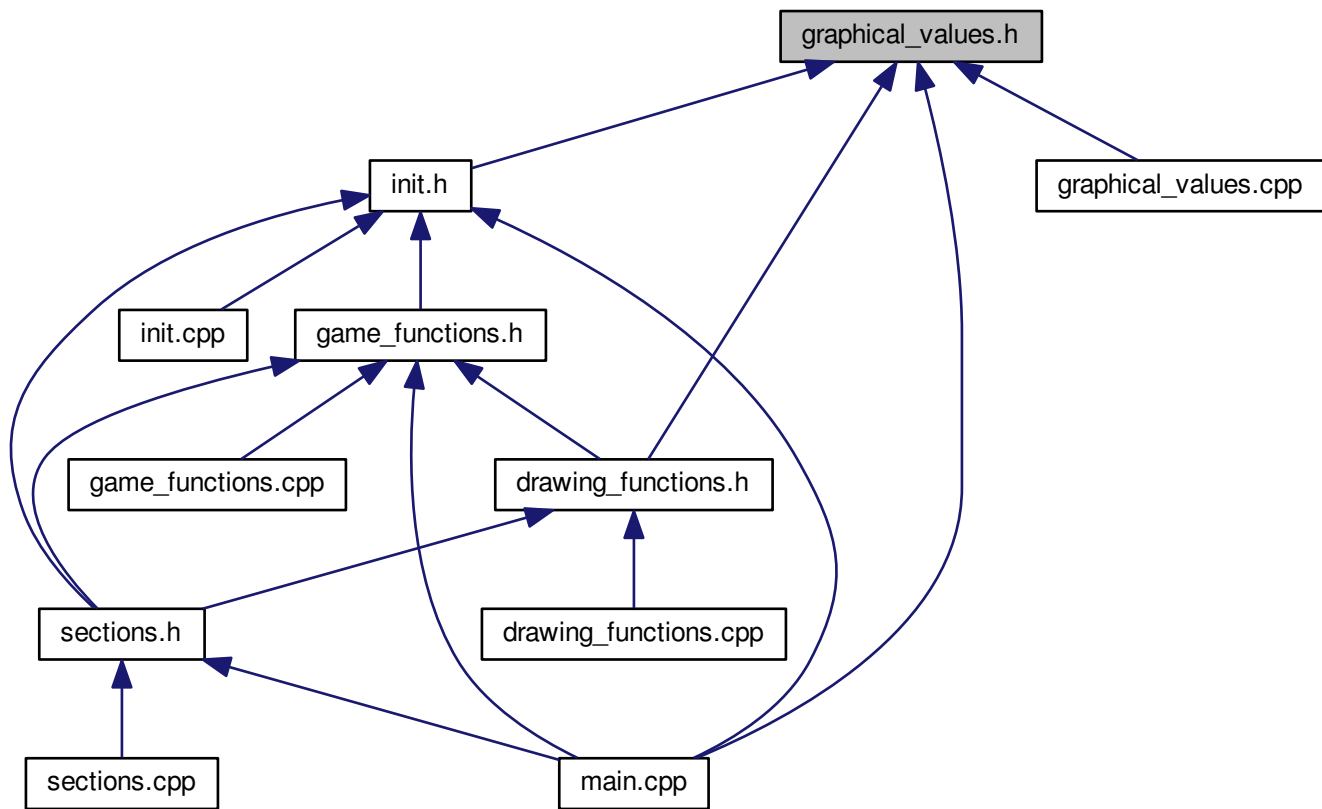 graphical_values.h
init.h
graphical_values.cpp
init.cpp
game_functions.h
game_functions.cpp
drawing_functions.h
sections.h
drawing_functions.cpp
sections.cpp
main.cpp